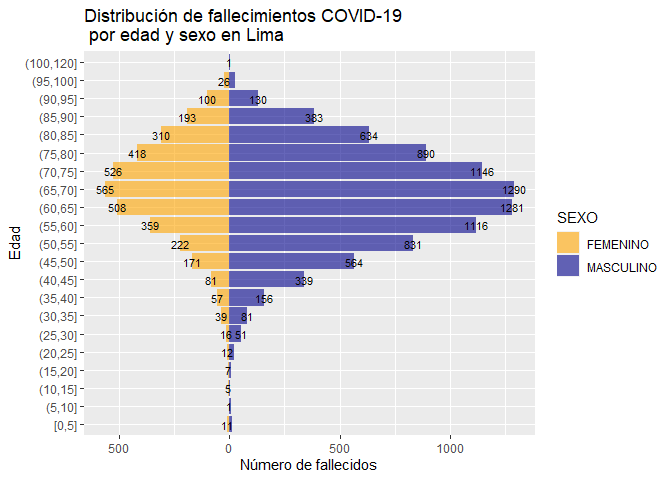 Distribución de fallecimientos COVID-19
por edad y sexo en Lima
Edad
(100,120] 1
(95,100] 26
(90,95] 100 130
(85,90] 193 383
(80,85] 310 634
(75,80] 418 890
(70,75] 526 1146
(65,70] 565 1290
(60,65] 508 1281
(55,60] 359 1116
(50,55] 222 831
(45,50] 171 564
(40,45] 81 339
(35,40] 57 156
(30,35] 39 81
(25,30] 16 51
(20,25] 12
(15,20] 7
(10,15] 5
(5,10] 1
[0,5] 11
500 0 500 1000
Número de fallecidos
SEXO
FEMENINO
MASCULINO